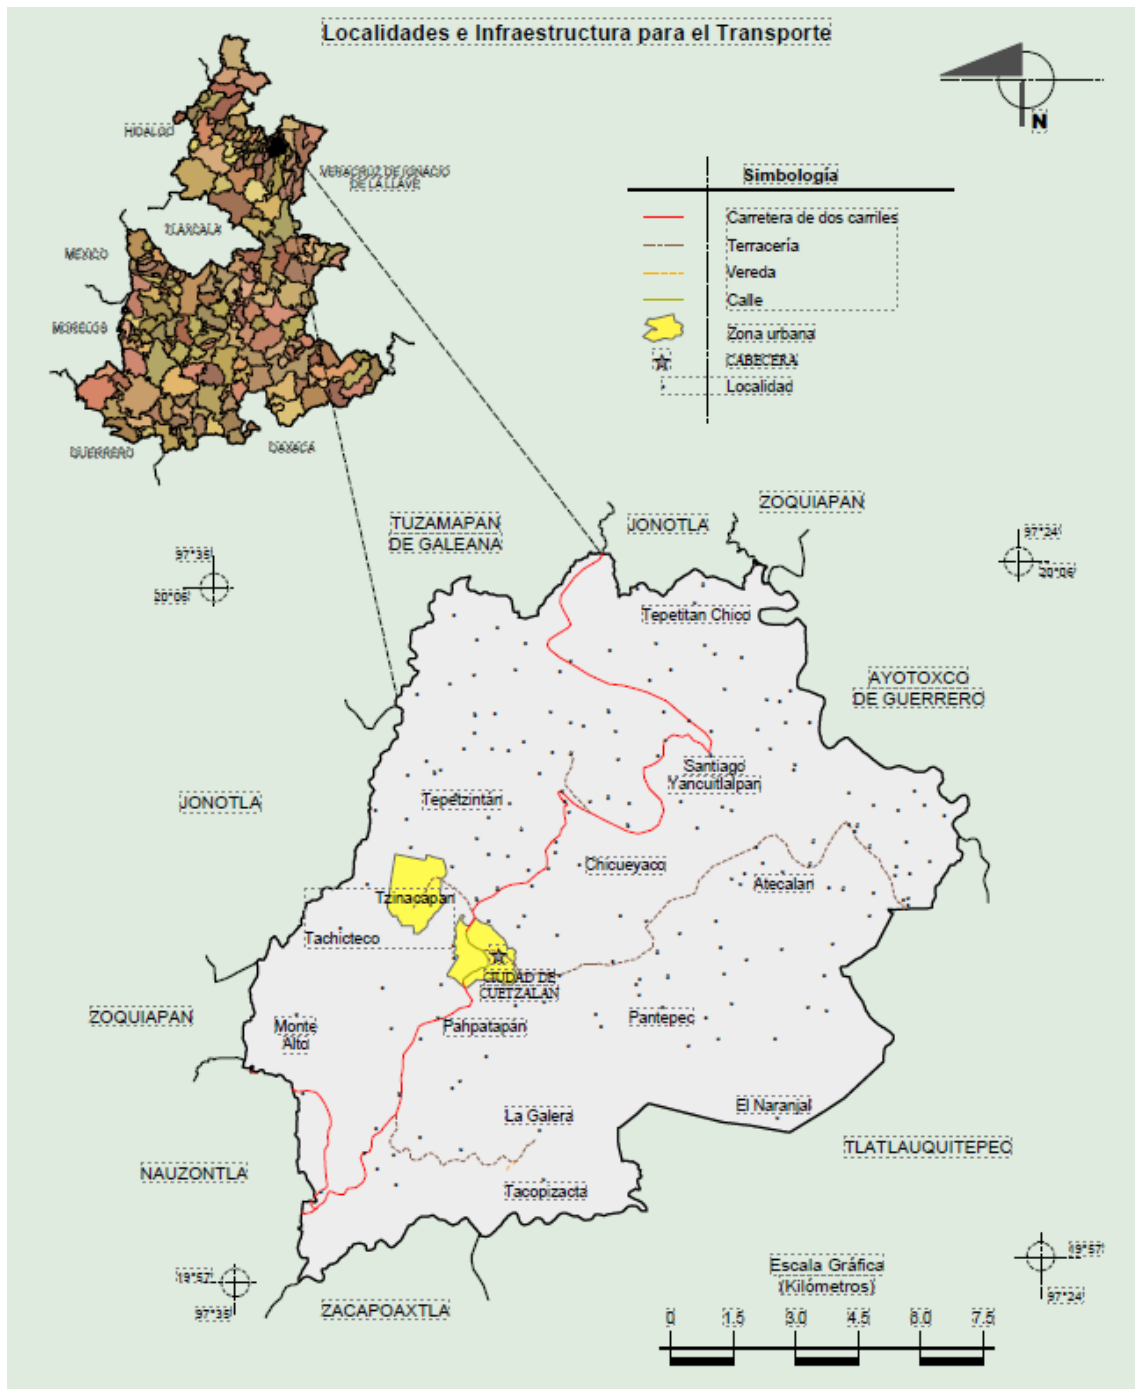 Localidades e Infraestructura para el Transporte
HIDALGO
VERACRUZ DE IGNACIO
DE LA LLAVE
TLAXCALA
MEXICO
MORELOS
GUERRERO
OAXACA
N
Simbología
Carretera de dos carriles
Terracería
Vereda
Calle
Zona urbana
CABECERA
Localidad
TUZAMAPAN
DE GALEANA
JONOTLA
ZOQUIAPAN
97°35'
20°06'
97°24'
20°06'
Tepetitán Chico
AYOTOXCO
DE GUERRERO
Santiago
Yancuitlalpan
JONOTLA
Tepetzintán
Chicueyaco
Atecalan
Tzinacapan
Tachicteco
CIUDAD DE
CUETZALÁN
ZOQUIAPAN
Monte
Alto
Pahpatapán
Pantepec
La Galera
El Naranjal
NAUZONTLA
TLATLAUQUITEPEC
Tacopizacta
19°57'
97°35'
ZACAPOAXTLA
Escala Gráfica
(Kilómetros)
19°57'
97°24'
0 1.5 3.0 4.5 6.0 7.5